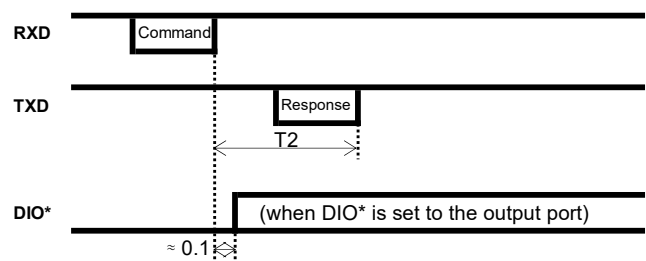 RXD
Command
TXD
Response
T2
DIO*
(when DIO* is set to the output port)
≈ 0.1